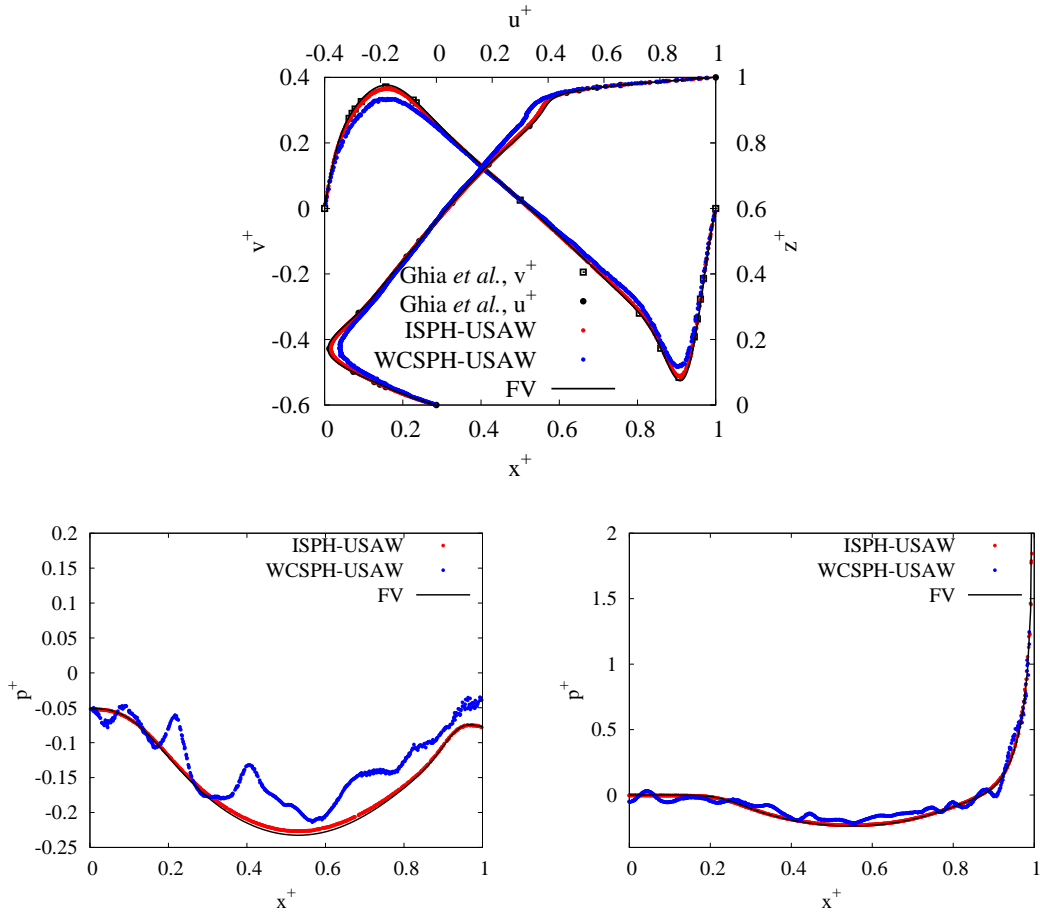 u+
-0.4 -0.2 0 0.2 0.4 0.6 0.8 1
0.4 1
0.2 0.8
0 0.6
v+ z+
-0.2 0.4
-0.4 0.2
-0.6 0
Ghia et al., v+
Ghia et al., u+
ISPH-USAW
WCSPH-USAW
FV
0.2 0.4 0.6 0.8 1
x+
0.2
0.15
0.1
0.05
0
-0.05
-0.1
-0.15
-0.2
-0.25
p+
ISPH-USAW
WCSPH-USAW
FV
0 0.2 0.4 0.6 0.8 1
x+
2
1.5
1
0.5
0
p+
ISPH-USAW
WCSPH-USAW
FV
0 0.2 0.4 0.6 0.8 1
x+